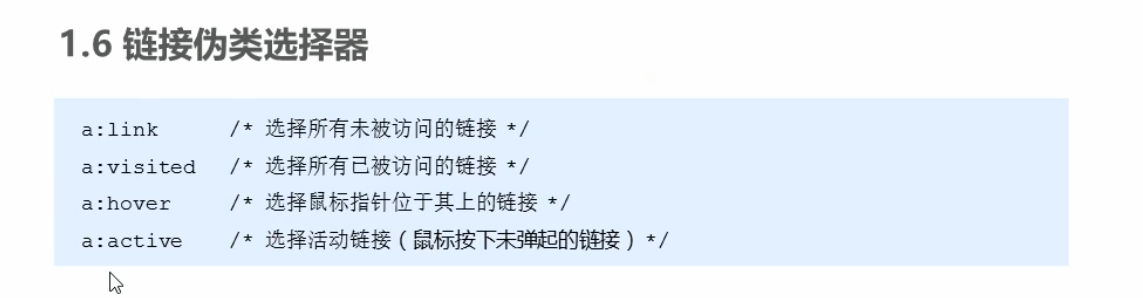 1.6 链接伪类选择器
a:link /* 选择所有未被访问的链接 */
a:visited /* 选择所有已被访问的链接 */
a:hover /* 选择鼠标指针位于其上的链接 */
a:active /* 选择活动链接（鼠标按下未弹起的链接）*/